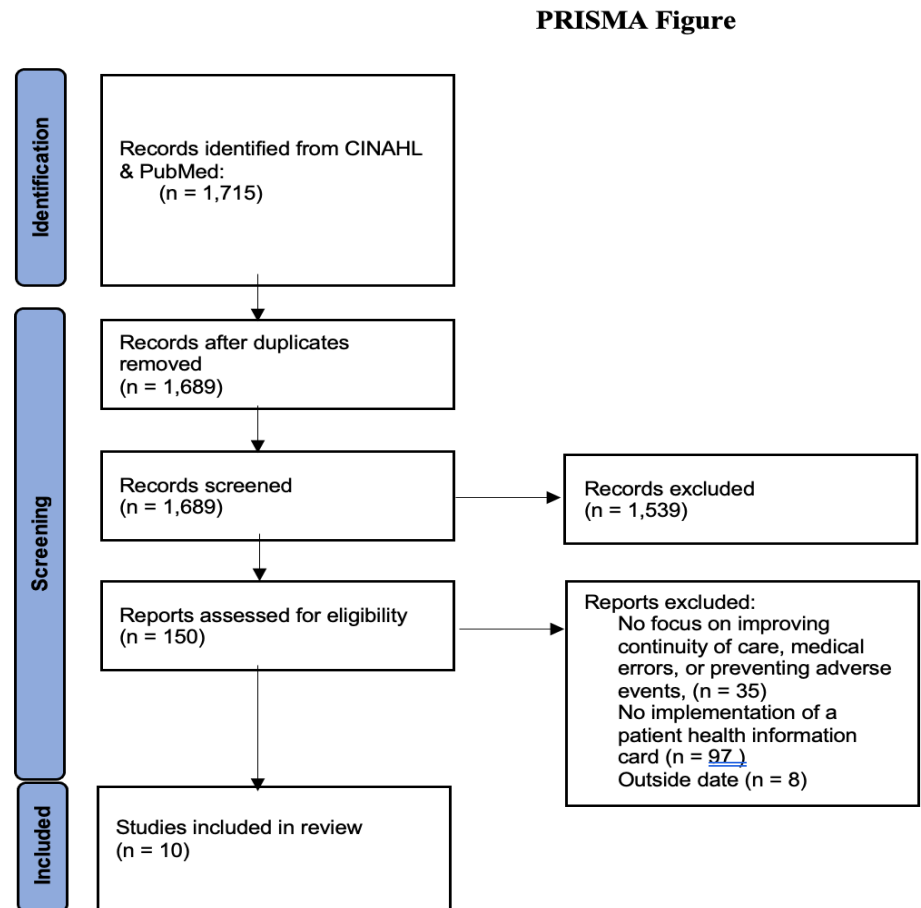 PRISMA Figure
Identification
Records identified from CINAHL
& PubMed:
(n = 1,715)
Screening
Records after duplicates
removed
(n = 1,689)
Records screened
(n = 1,689)
Records excluded
(n = 1,539)
Reports assessed for eligibility
(n = 150)
Reports excluded:
No focus on improving
continuity of care, medical
errors, or preventing adverse
events, (n = 35)
No implementation of a
patient health information
card (n = 97 )
Outside date (n = 8)
Included
Studies included in review
(n = 10)